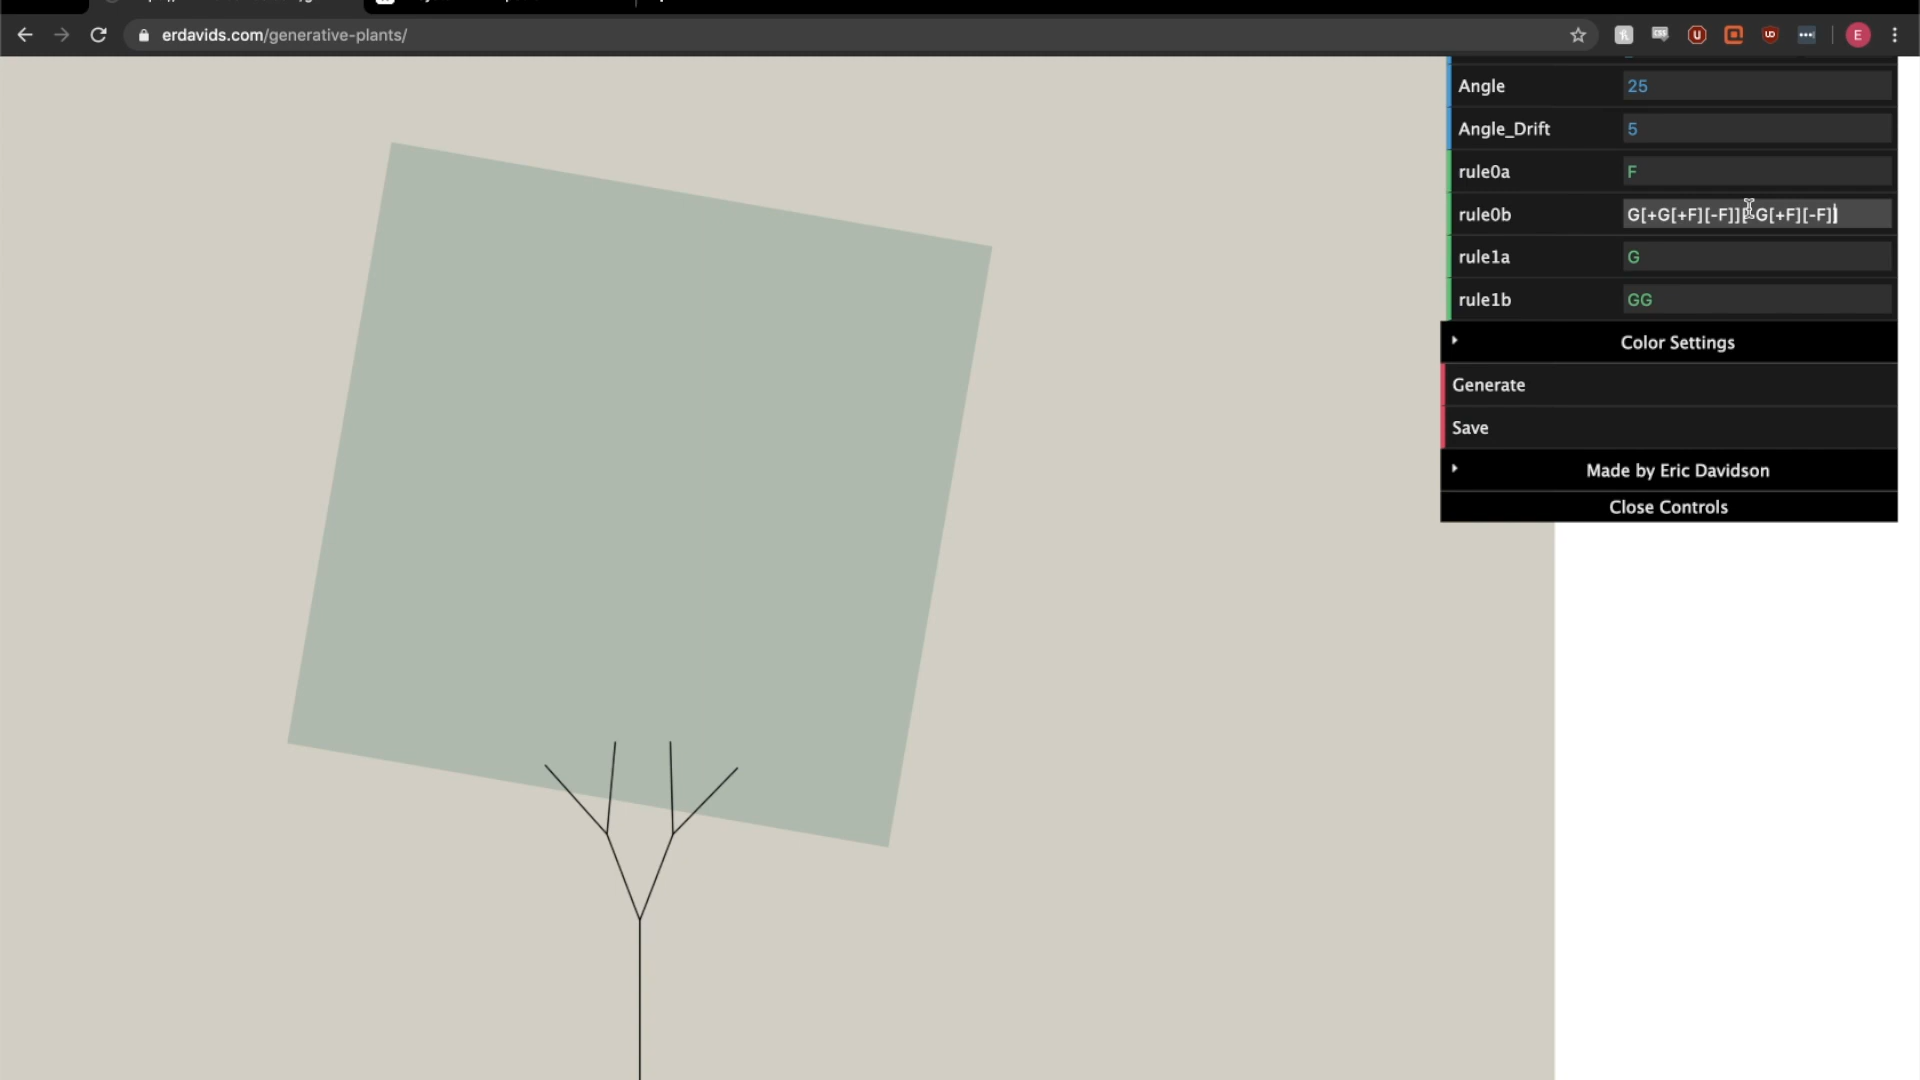 erdavids.com/generative-plants/
E
Angle 25
Angle_Drift 5
rule0a F
rule0b G[+G[+F][-F]][-G[+F][-F]]
rule1a G
rule1b GG
Color Settings
Generate
Save
Made by Eric Davidson
Close Controls